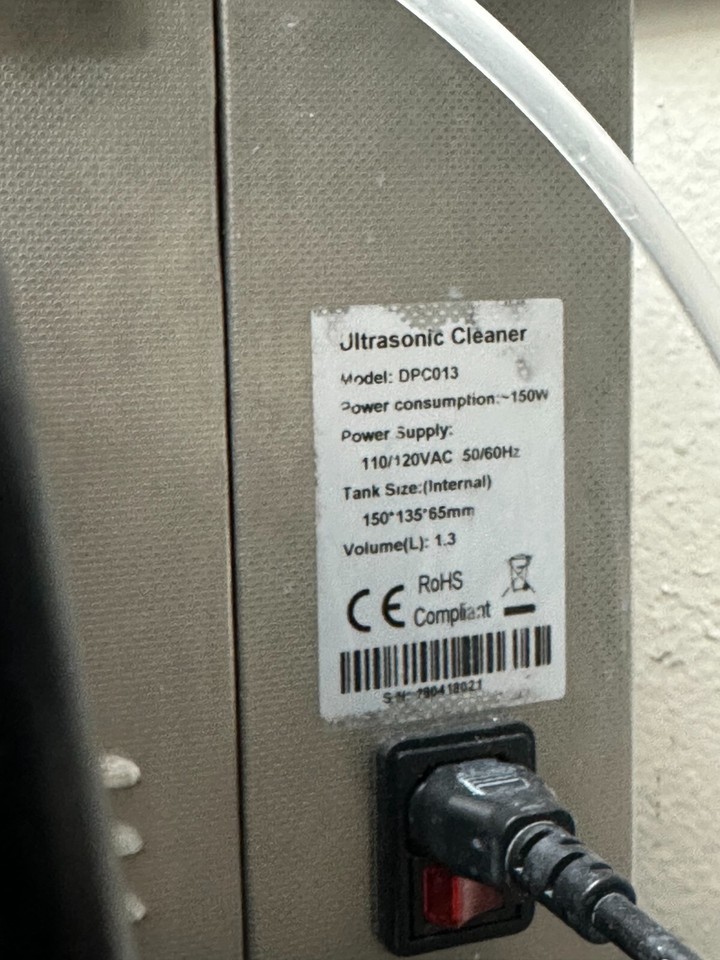 Ultrasonic Cleaner
Model: DPC013
Power consumption:~150W
Power Supply:
110/120VAC 50/60Hz
Tank Size:(Internal)
150*135*65mm
Volume(L): 1.3
CE RoHS
Compliant
S/N: